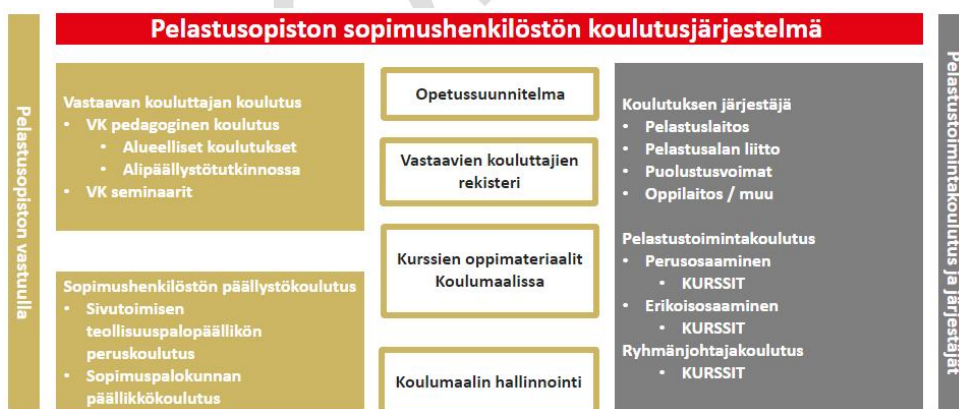 Pelastusopiston sopimushenkilöstön koulutusjärjestelmä
Pelastusopiston vastuulla
Vastaavan kouluttajan koulutus
• VK pedagoginen koulutus
• Alueelliset koulutukset
• Alipäällystötutkinnossa
• VK seminaarit
Sopimushenkilöstön päällystökoulutus
• Sivutoimisen
teollisuuspalopäällikön
peruskoulutus
• Sopimuspalokunnan
päällikkökoulutus
Opetussuunnitelma
Vastaavien kouluttajien
rekisteri
Kurssien oppimateriaalit
Koulumaalissa
Koulumaalin hallinnointi
Koulutuksen järjestäjä
• Pelastuslaitos
• Pelastusalan liitto
• Puolustusvoimat
• Oppilaitos / muu
Pelastustoimintakoulutus
• Perusosaaminen
• KURSSIT
• Erikoisosaaminen
• KURSSIT
Ryhmänjohtajakoulutus
• KURSSIT
Pelastustoimintakoulutus ja järjestäjät